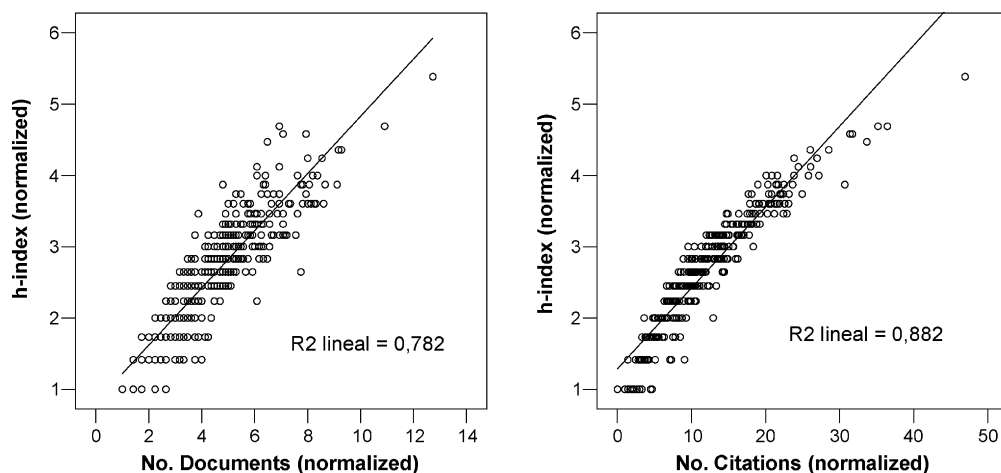 6
5
4
3
2
1
h-index (normalized)
R2 lineal = 0,782
0 2 4 6 8 10 12 14
No. Documents (normalized)
6
5
4
3
2
1
h-index (normalized)
R2 lineal = 0,882
0 10 20 30 40 50
No. Citations (normalized)